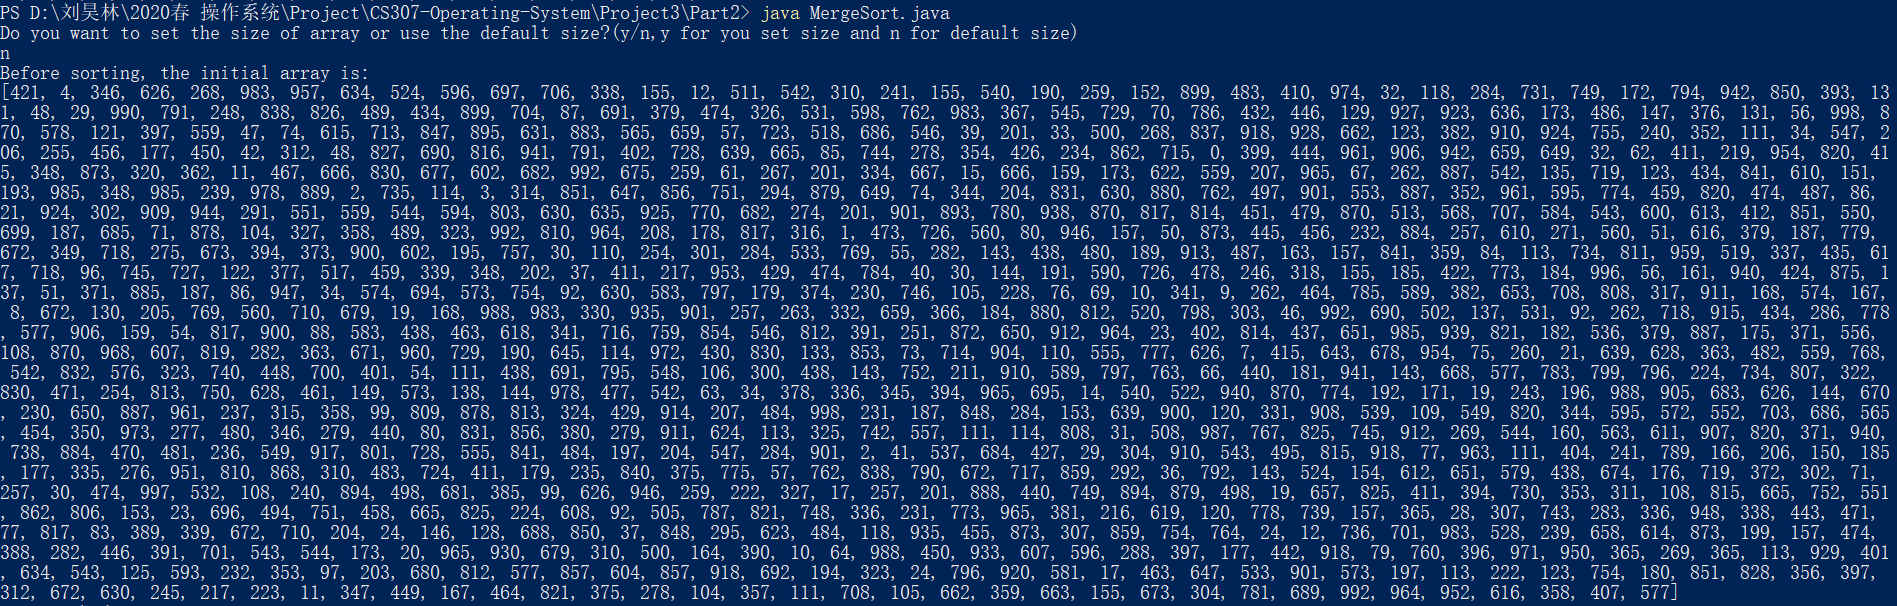 PS D:\刘昊林\2020春 操作系统\Project\CS307-Operating-System\Project3\Part2> java MergeSort.java
Do you want to set the size of array or use the default size?(y/n,y for you set size and n for default size)
n
Before sorting, the initial array is:
[421, 4, 346, 626, 268, 983, 957, 634, 524, 596, 697, 706, 338, 155, 12, 511, 542, 310, 241, 155, 540, 190, 259, 152, 899, 483, 410, 974, 32, 118, 284, 731, 749, 172, 794, 942, 850, 393, 13
1, 48, 29, 990, 791, 248, 838, 826, 489, 434, 899, 704, 87, 691, 379, 474, 326, 531, 598, 762, 983, 367, 545, 729, 70, 786, 432, 446, 129, 927, 923, 636, 173, 486, 147, 376, 131, 56, 998, 8
70, 578, 121, 397, 559, 47, 74, 615, 713, 847, 895, 631, 883, 565, 659, 57, 723, 518, 686, 546, 39, 201, 33, 500, 268, 837, 918, 928, 662, 123, 382, 910, 924, 755, 240, 352, 111, 34, 547, 2
06, 255, 456, 177, 450, 42, 312, 48, 827, 690, 816, 941, 791, 402, 728, 639, 665, 85, 744, 278, 354, 426, 234, 862, 715, 0, 399, 444, 961, 906, 942, 659, 649, 32, 62, 411, 219, 954, 820, 41
5, 348, 873, 320, 362, 11, 467, 666, 830, 677, 602, 682, 992, 675, 259, 61, 267, 201, 334, 667, 15, 666, 159, 173, 622, 559, 207, 965, 67, 262, 887, 542, 135, 719, 123, 434, 841, 610, 151,
193, 985, 348, 985, 239, 978, 889, 2, 735, 114, 3, 314, 851, 647, 856, 751, 294, 879, 649, 74, 344, 204, 831, 630, 880, 762, 497, 901, 553, 887, 352, 961, 595, 774, 459, 820, 474, 487, 86,
21, 924, 302, 909, 944, 291, 551, 559, 544, 594, 803, 630, 635, 925, 770, 682, 274, 201, 901, 893, 780, 938, 870, 817, 814, 451, 479, 870, 513, 568, 707, 584, 543, 600, 613, 412, 851, 550,
699, 187, 685, 71, 878, 104, 327, 358, 489, 323, 992, 810, 964, 208, 178, 817, 316, 1, 473, 726, 560, 80, 946, 157, 50, 873, 445, 456, 232, 884, 257, 610, 271, 560, 51, 616, 379, 187, 779,
672, 349, 718, 275, 673, 394, 373, 900, 602, 195, 757, 30, 110, 254, 301, 284, 533, 769, 55, 282, 143, 438, 480, 189, 913, 487, 163, 157, 841, 359, 84, 113, 734, 811, 959, 519, 337, 435, 61
7, 718, 96, 745, 727, 122, 377, 517, 459, 339, 348, 202, 37, 411, 217, 953, 429, 474, 784, 40, 30, 144, 191, 590, 726, 478, 246, 318, 155, 185, 422, 773, 184, 996, 56, 161, 940, 424, 875, 1
37, 51, 371, 885, 187, 86, 947, 34, 574, 694, 573, 754, 92, 630, 583, 797, 179, 374, 230, 746, 105, 228, 76, 69, 10, 341, 9, 262, 464, 785, 589, 382, 653, 708, 808, 317, 911, 168, 574, 167,
 8, 672, 130, 205, 769, 560, 710, 679, 19, 168, 988, 983, 330, 935, 901, 257, 263, 332, 659, 366, 184, 880, 812, 520, 798, 303, 46, 992, 690, 502, 137, 531, 92, 262, 718, 915, 434, 286, 778
, 577, 906, 159, 54, 817, 900, 88, 583, 438, 463, 618, 341, 716, 759, 854, 546, 812, 391, 251, 872, 650, 912, 964, 23, 402, 814, 437, 651, 985, 939, 821, 182, 536, 379, 887, 175, 371, 556,
108, 870, 968, 607, 819, 282, 363, 671, 960, 729, 190, 645, 114, 972, 430, 830, 133, 853, 73, 714, 904, 110, 555, 777, 626, 7, 415, 643, 678, 954, 75, 260, 21, 639, 628, 363, 482, 559, 768,
 542, 832, 576, 323, 740, 448, 700, 401, 54, 111, 438, 691, 795, 548, 106, 300, 438, 143, 752, 211, 910, 589, 797, 763, 66, 440, 181, 941, 143, 668, 577, 783, 799, 796, 224, 734, 807, 322,
830, 471, 254, 813, 750, 628, 461, 149, 573, 138, 144, 978, 477, 542, 63, 34, 378, 336, 345, 394, 965, 695, 14, 540, 522, 940, 870, 774, 192, 171, 19, 243, 196, 988, 905, 683, 626, 144, 670
, 230, 650, 887, 961, 237, 315, 358, 99, 809, 878, 813, 324, 429, 914, 207, 484, 998, 231, 187, 848, 284, 153, 639, 900, 120, 331, 908, 539, 109, 549, 820, 344, 595, 572, 552, 703, 686, 565
, 454, 350, 973, 277, 480, 346, 279, 440, 80, 831, 856, 380, 279, 911, 624, 113, 325, 742, 557, 111, 114, 808, 31, 508, 987, 767, 825, 745, 912, 269, 544, 160, 563, 611, 907, 820, 371, 940,
 738, 884, 470, 481, 236, 549, 917, 801, 728, 555, 841, 484, 197, 204, 547, 284, 901, 2, 41, 537, 684, 427, 29, 304, 910, 543, 495, 815, 918, 77, 963, 111, 404, 241, 789, 166, 206, 150, 185
, 177, 335, 276, 951, 810, 868, 310, 483, 724, 411, 179, 235, 840, 375, 775, 57, 762, 838, 790, 672, 717, 859, 292, 36, 792, 143, 524, 154, 612, 651, 579, 438, 674, 176, 719, 372, 302, 71,
257, 30, 474, 997, 532, 108, 240, 894, 498, 681, 385, 99, 626, 946, 259, 222, 327, 17, 257, 201, 888, 440, 749, 894, 879, 498, 19, 657, 825, 411, 394, 730, 353, 311, 108, 815, 665, 752, 551
, 862, 806, 153, 23, 696, 494, 751, 458, 665, 825, 224, 608, 92, 505, 787, 821, 748, 336, 231, 773, 965, 381, 216, 619, 120, 778, 739, 157, 365, 28, 307, 743, 283, 336, 948, 338, 443, 471,
77, 817, 83, 389, 339, 672, 710, 204, 24, 146, 128, 688, 850, 37, 848, 295, 623, 484, 118, 935, 455, 873, 307, 859, 754, 764, 24, 12, 736, 701, 983, 528, 239, 658, 614, 873, 199, 157, 474,
388, 282, 446, 391, 701, 543, 544, 173, 20, 965, 930, 679, 310, 500, 164, 390, 10, 64, 988, 450, 933, 607, 596, 288, 397, 177, 442, 918, 79, 760, 396, 971, 950, 365, 269, 365, 113, 929, 401
, 634, 543, 125, 593, 232, 353, 97, 203, 680, 812, 577, 857, 604, 857, 918, 692, 194, 323, 24, 796, 920, 581, 17, 463, 647, 533, 901, 573, 197, 113, 222, 123, 754, 180, 851, 828, 356, 397,
312, 672, 630, 245, 217, 223, 11, 347, 449, 167, 464, 821, 375, 278, 104, 357, 111, 708, 105, 662, 359, 663, 155, 673, 304, 781, 689, 992, 964, 952, 616, 358, 407, 577]